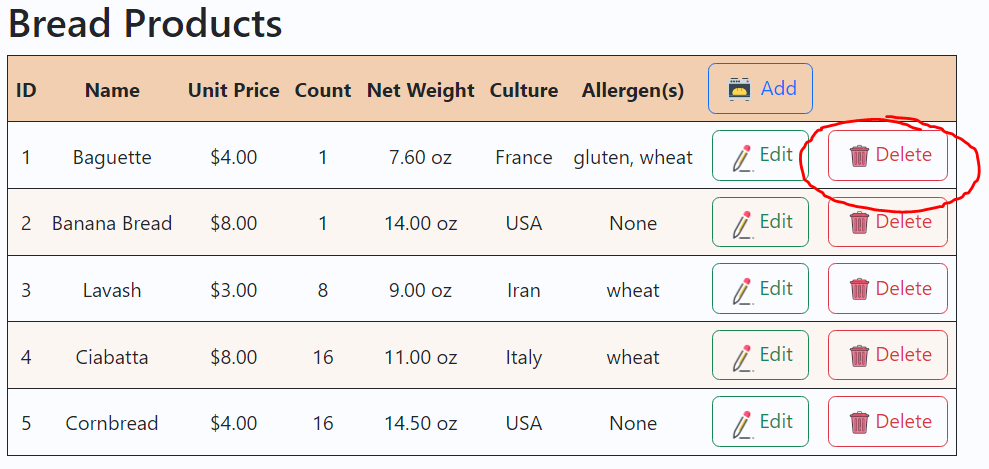 Bread Products
ID Name Unit Price Count Net Weight Culture Allergen(s) Add
1 Baguette $4.00 1 7.60 oz France gluten, wheat Edit Delete
2 Banana Bread $8.00 1 14.00 oz USA None Edit Delete
3 Lavash $3.00 8 9.00 oz Iran wheat Edit Delete
4 Ciabatta $8.00 16 11.00 oz Italy wheat Edit Delete
5 Cornbread $4.00 16 14.50 oz USA None Edit Delete